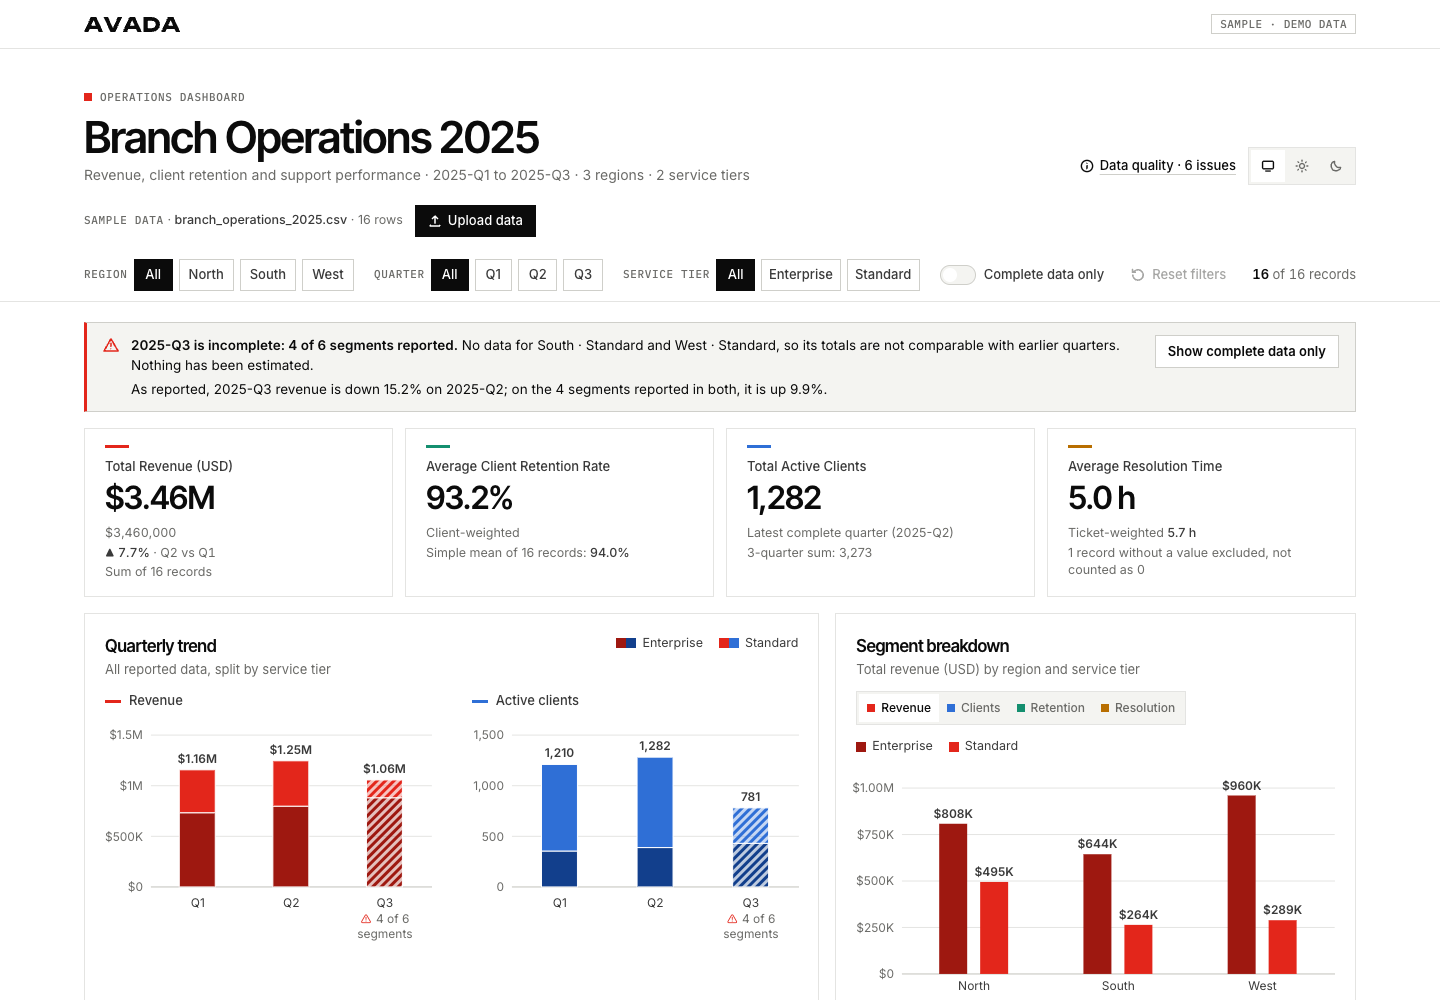 AVADA
SAMPLE · DEMO DATA
OPERATIONS DASHBOARD
Branch Operations 2025
Revenue, client retention and support performance · 2025-Q1 to 2025-Q3 · 3 regions · 2 service tiers
Data quality · 6 issues
SAMPLE DATA · branch_operations_2025.csv · 16 rows
Upload data
REGION All North South West QUARTER All Q1 Q2 Q3 SERVICE TIER All Enterprise Standard Complete data only Reset filters 16 of 16 records
2025-Q3 is incomplete: 4 of 6 segments reported. No data for South · Standard and West · Standard, so its totals are not comparable with earlier quarters.
Nothing has been estimated.
As reported, 2025-Q3 revenue is down 15.2% on 2025-Q2; on the 4 segments reported in both, it is up 9.9%.
Show complete data only
Total Revenue (USD)
$3.46M
$3,460,000
▲ 7.7% · Q2 vs Q1
Sum of 16 records
Average Client Retention Rate
93.2%
Client-weighted
Simple mean of 16 records: 94.0%
Total Active Clients
1,282
Latest complete quarter (2025-Q2)
3-quarter sum: 3,273
Average Resolution Time
5.0 h
Ticket-weighted 5.7 h
1 record without a value excluded, not
counted as 0
Quarterly trend
All reported data, split by service tier
Enterprise Standard
Revenue
$1.5M
$1M
$500K
$0
$1.16M
$1.25M
$1.06M
Q1
Q2
Q3
4 of 6
segments
Active clients
1,500
1,000
500
0
1,210
1,282
781
Q1
Q2
Q3
4 of 6
segments
Segment breakdown
Total revenue (USD) by region and service tier
Revenue Clients Retention Resolution
Enterprise Standard
$1.00M
$750K
$500K
$250K
$0
$808K
$495K
$644K
$264K
$960K
$289K
North
South
West